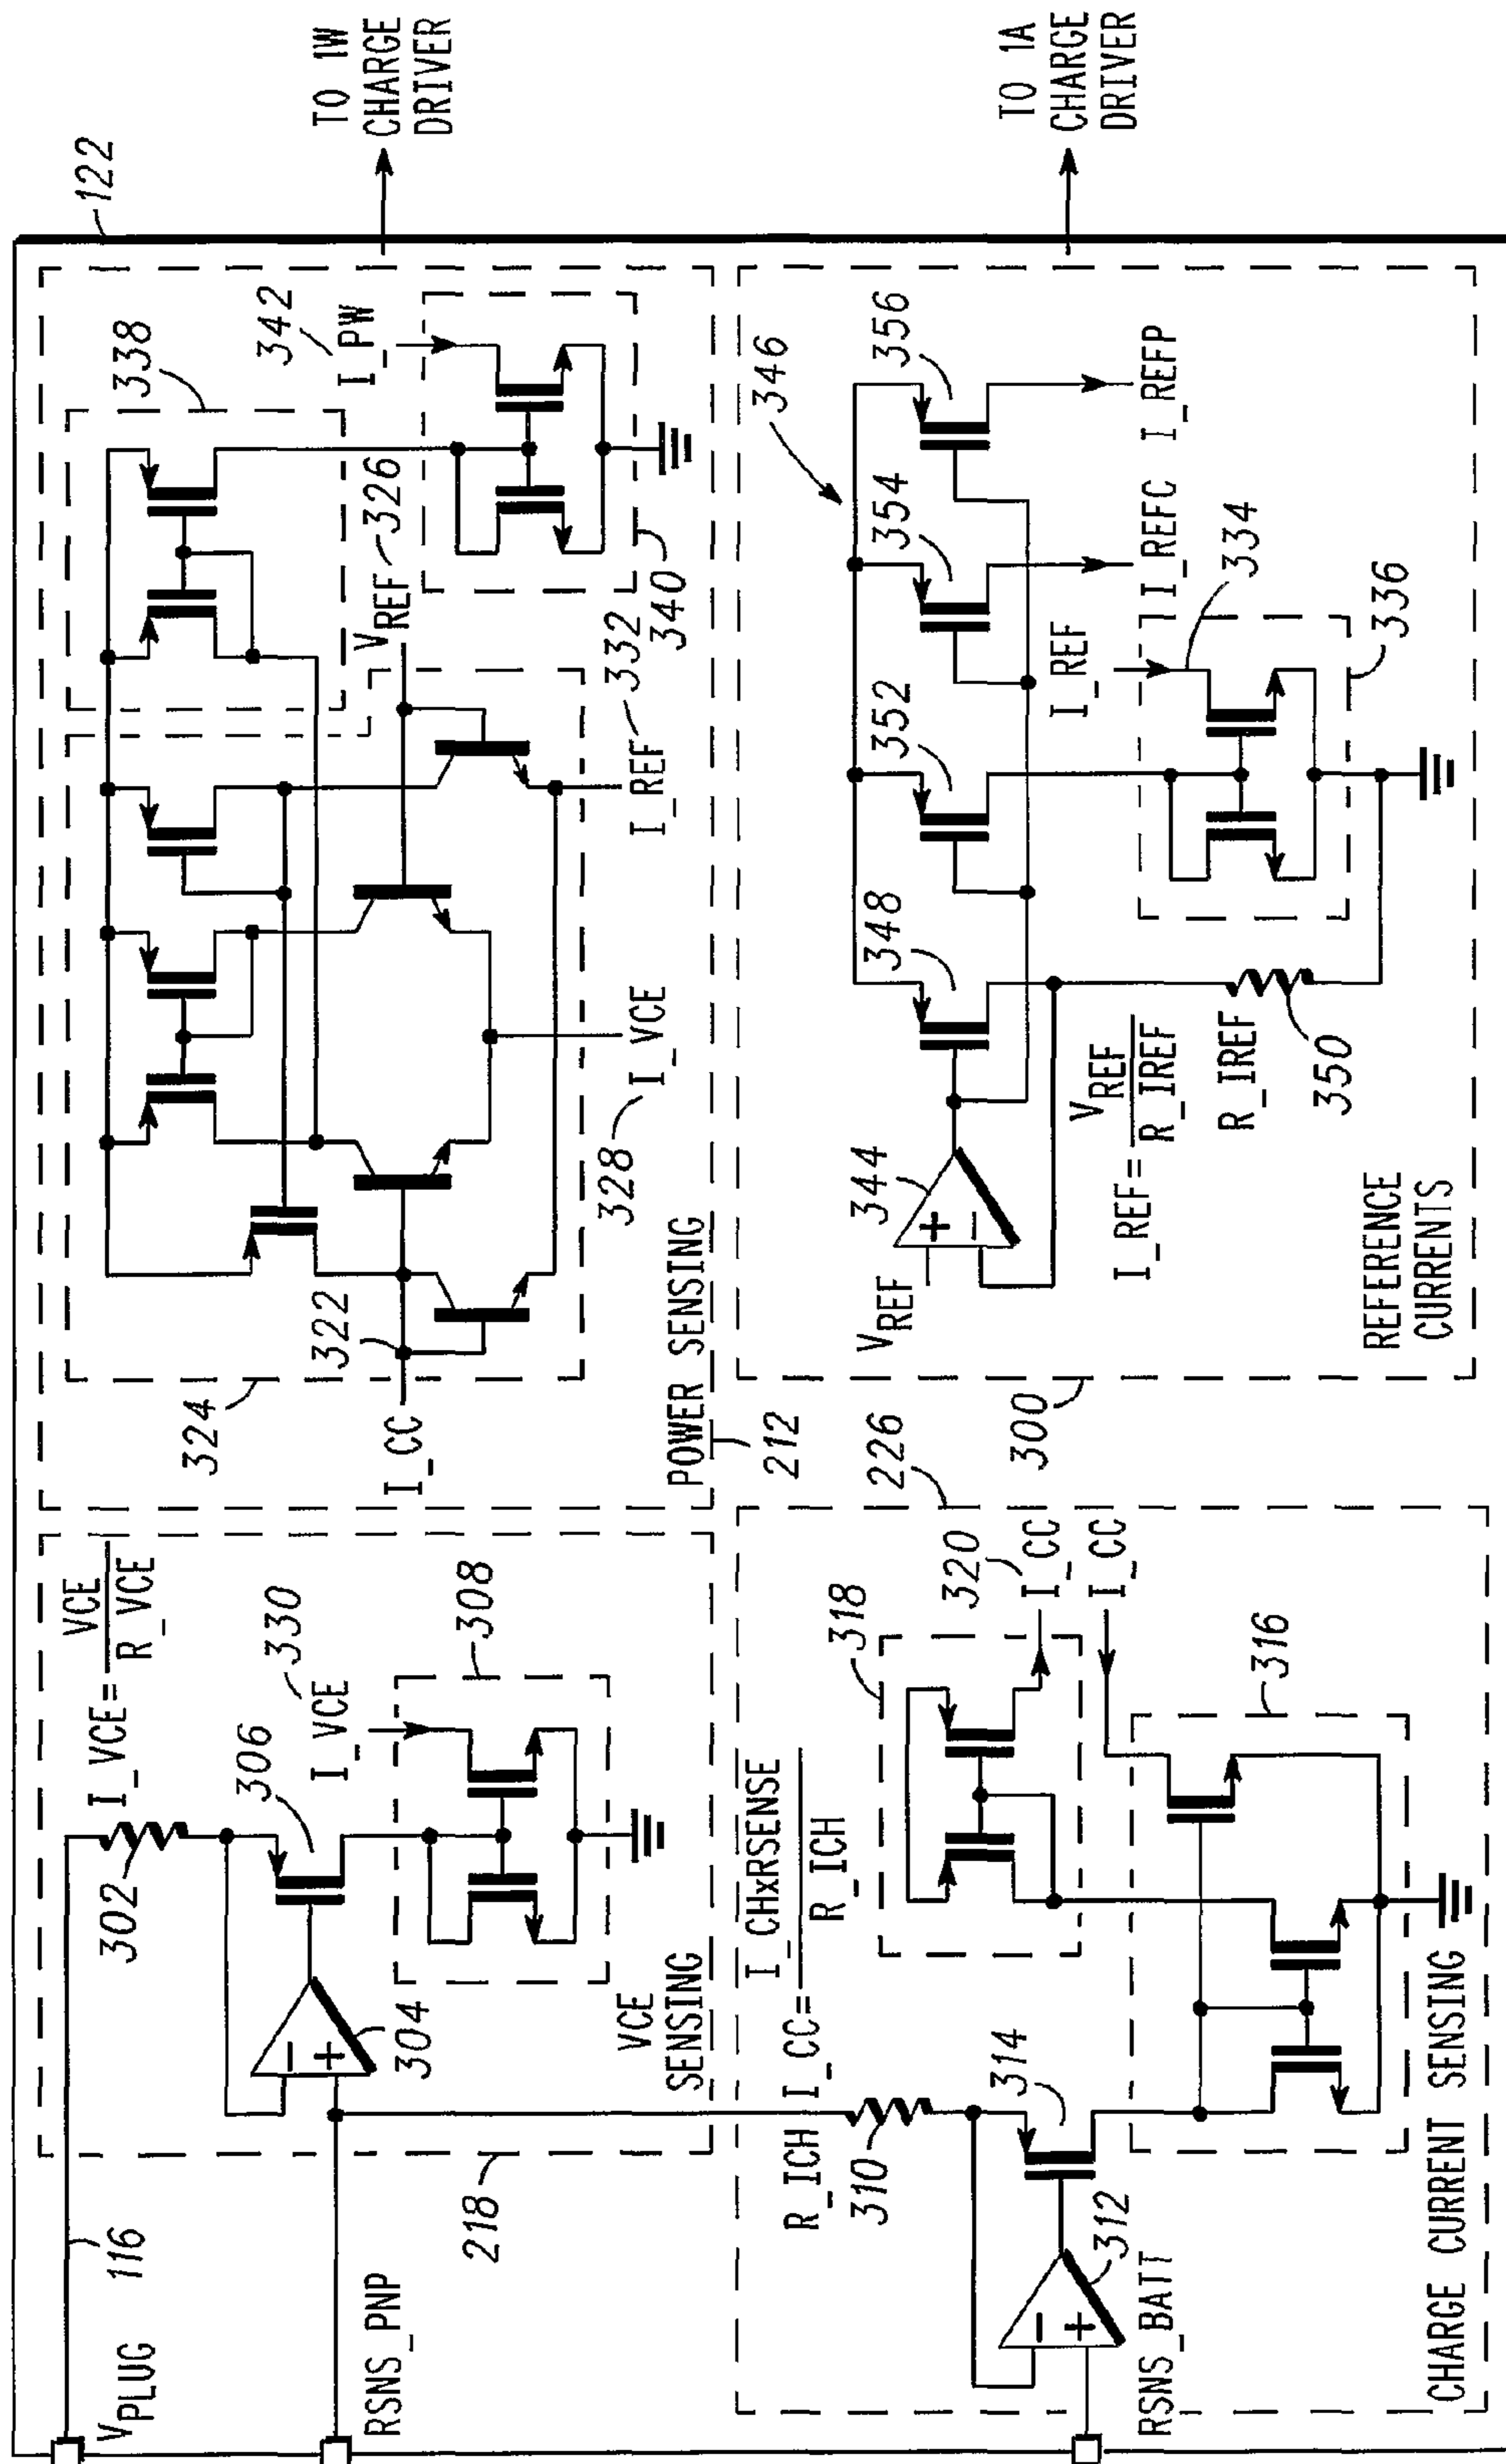 122
V_PLUG
116
I_VCE= VCE
R_VCE
302
306
330
I_VCE
308
304
VCE
SENSING
218
RSNS_PNP
338
342
I_PW
V_REF
326
340
I_REF
332
I_VCE
328
322
I_CC
324
POWER SENSING
212
TO 1W
CHARGE
DRIVER
R_ICH
310
I_CC= I_CHxRSENSE
R_ICH
314
312
RSNS_BATT
318
320
I_CC
I_CC
316
226
CHARGE CURRENT SENSING
346
348
352
354
356
344
V_REF
I_REFC
I_REFP
I_REF
334
336
I_REF= V_REF
R_IREF
R_IREF
350
REFERENCE
CURRENTS
300
TO 1A
CHARGE
DRIVER